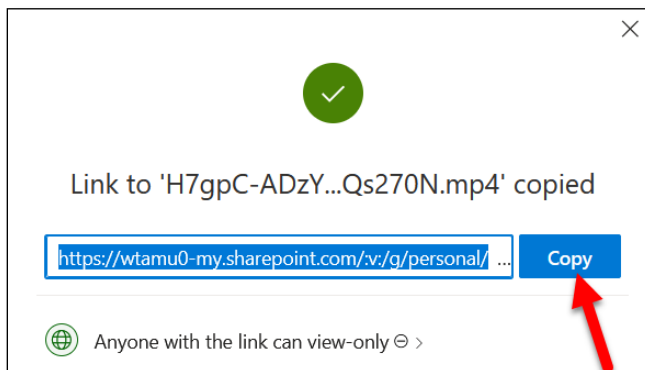 Link to 'H7gpC-ADzY...Qs270N.mp4' copied
https://wtamu0-my.sharepoint.com/:v:/g/personal/ ... Copy
Anyone with the link can view-only